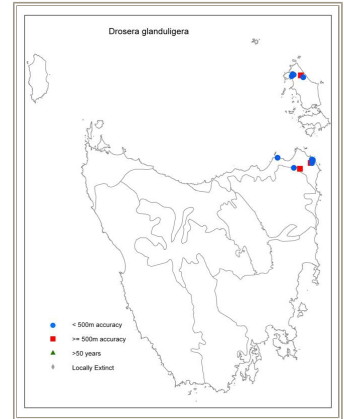 Drosera glanduligera
< 500m accuracy
>= 500m accuracy
>50 years
Locally Extinct